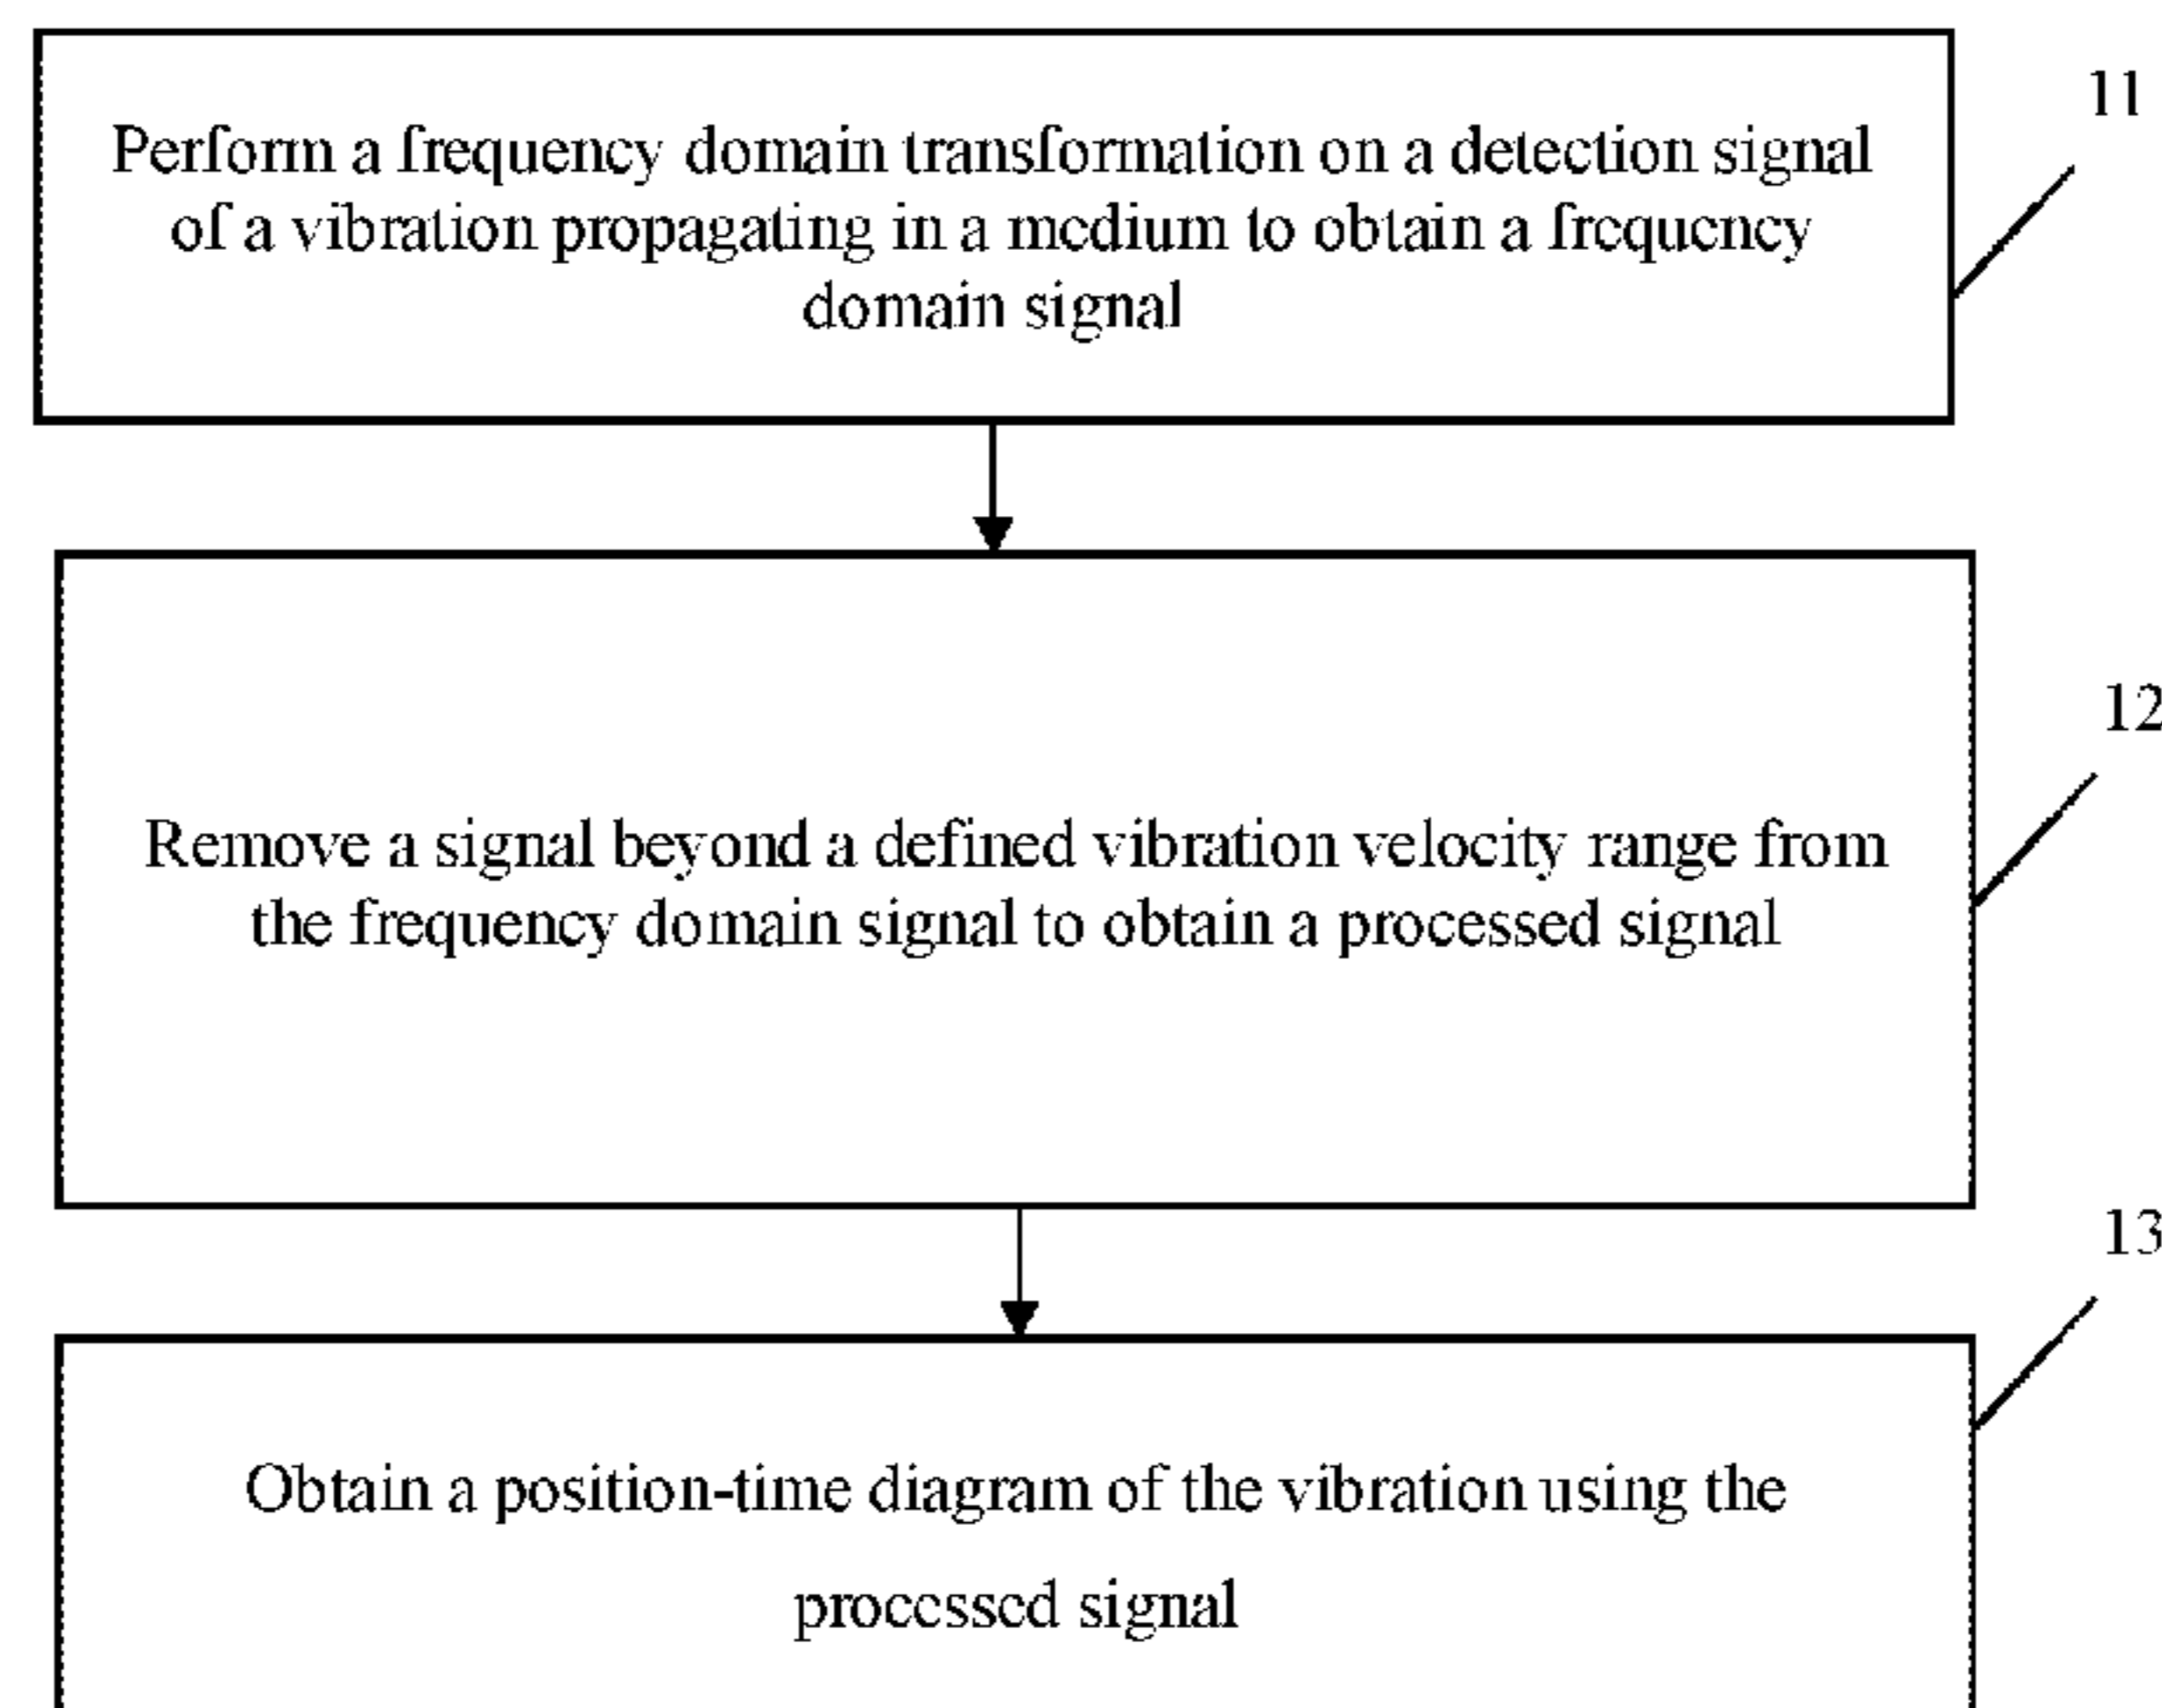 11
Perform a frequency domain transformation on a detection signal
of a vibration propagating in a medium to obtain a frequency
domain signal
12
Remove a signal beyond a defined vibration velocity range from
the frequency domain signal to obtain a processed signal
13
Obtain a position-time diagram of the vibration using the
processed signal